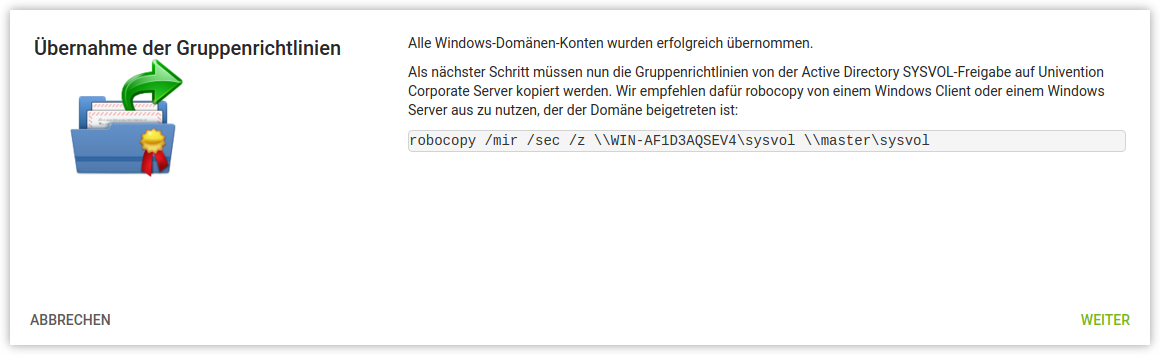 Übernahme der Gruppenrichtlinien
Alle Windows-Domänen-Konten wurden erfolgreich übernommen.
Als nächster Schritt müssen nun die Gruppenrichtlinien von der Active Directory SYSVOL-Freigabe auf Univention
Corporate Server kopiert werden. Wir empfehlen dafür robocopy von einem Windows Client oder einem Windows
Server aus zu nutzen, der der Domäne beigetreten ist:
robocopy /mir /sec /z \\WIN-AF1D3AQSEV4\sysvol \\master\sysvol
ABBRECHEN
WEITER